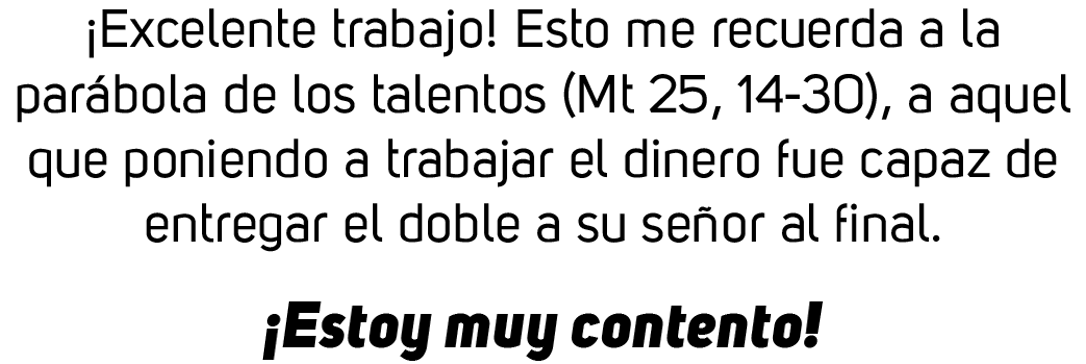 ¡Excelente trabajo! Esto me recuerda a la
parábola de los talentos (Mt 25, 14-30), a aquel
que poniendo a trabajar el dinero fue capaz de
entregar el doble a su señor al final.
¡Estoy muy contento!